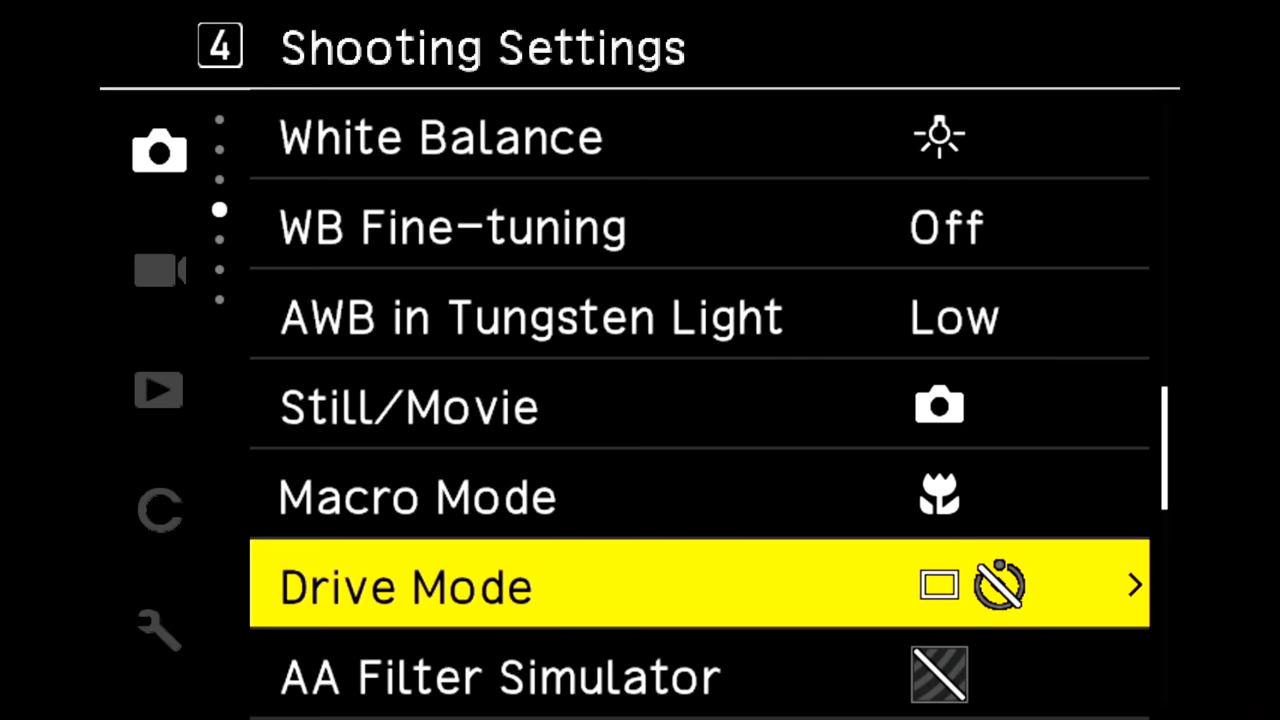 4 Shooting Settings
White Balance
WB Fine-tuning Off
AWB in Tungsten Light Low
Still/Movie
Macro Mode
Drive Mode
AA Filter Simulator